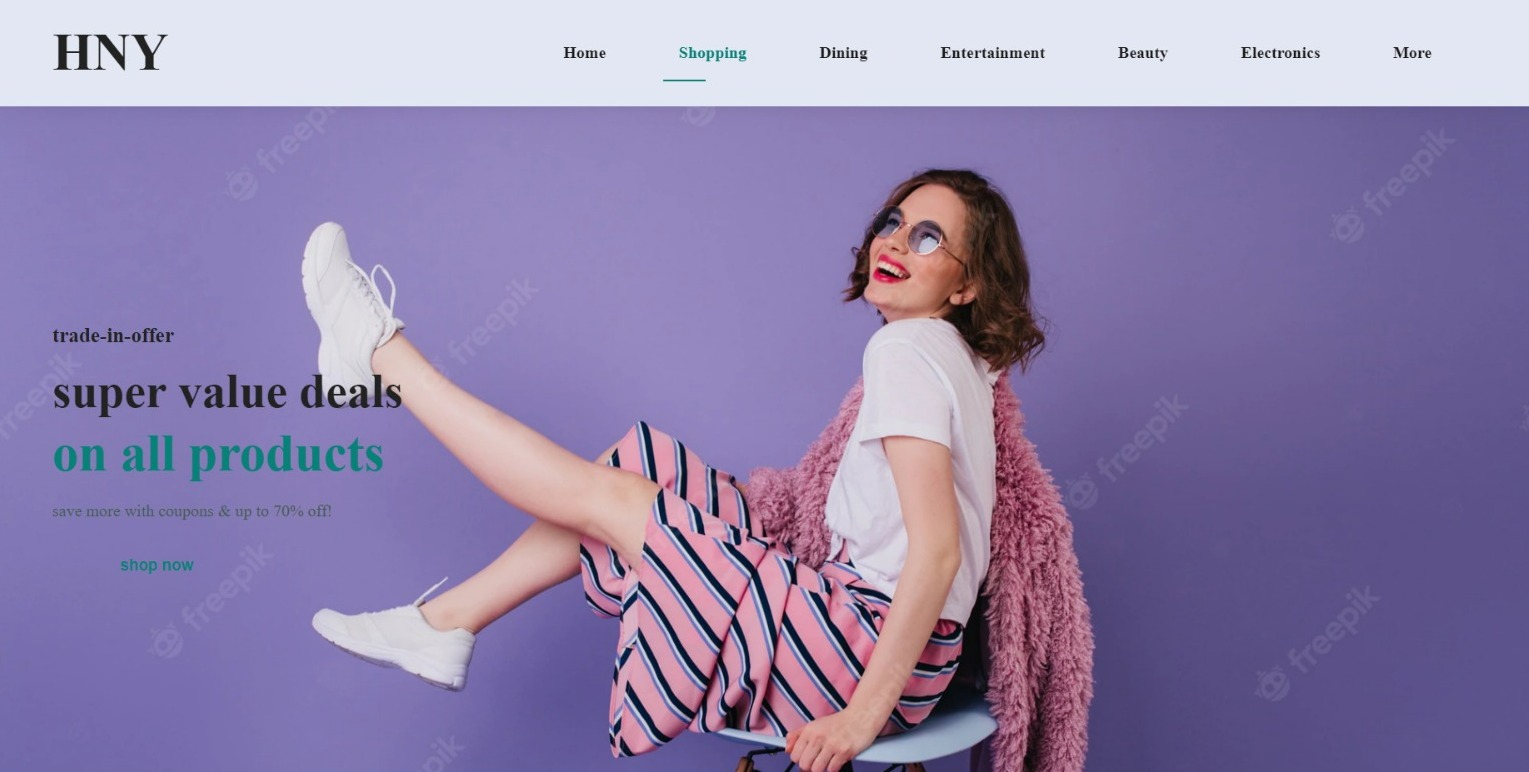 HNY
Home Shopping Dining Entertainment Beauty Electronics More
freepik
freepik
freepik
freepik
trade-in-offer
super value deals
on all products
save more with coupons & up to 70% off!
shop now
freepik
freepik
freepik
freepik